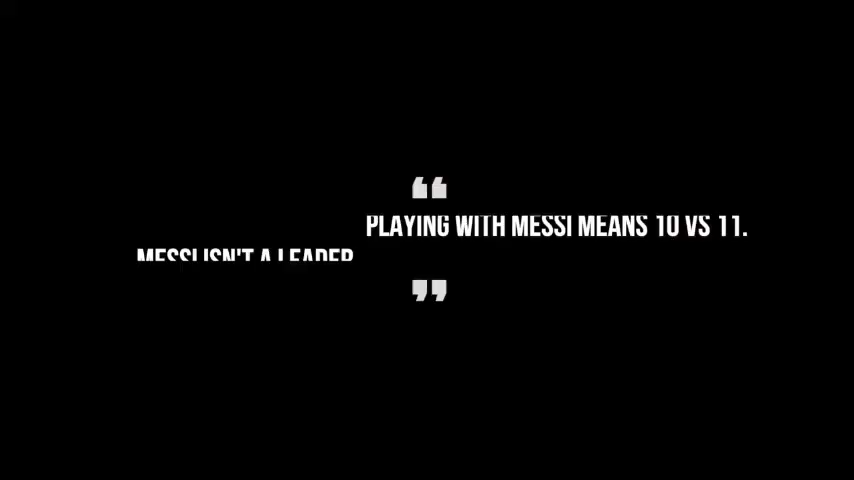 “
PLAYING WITH MESSI MEANS 10 VS 11.
MESSI ISN'T A LEADER
”